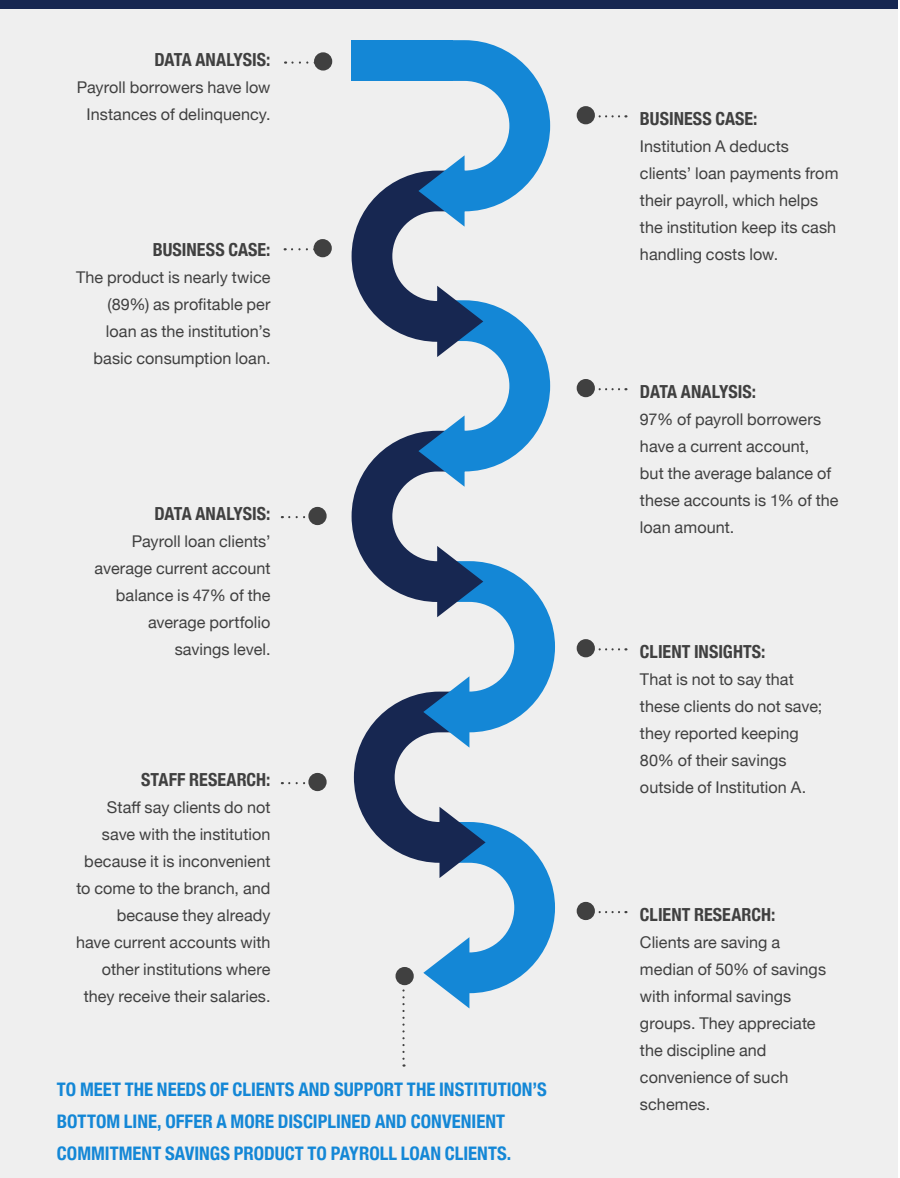 DATA ANALYSIS:
Payroll borrowers have low
Instances of delinquency.
BUSINESS CASE:
Institution A deducts
clients’ loan payments from
their payroll, which helps
the institution keep its cash
handling costs low.
BUSINESS CASE:
The product is nearly twice
(89%) as profitable per
loan as the institution’s
basic consumption loan.
DATA ANALYSIS:
97% of payroll borrowers
have a current account,
but the average balance of
these accounts is 1% of the
loan amount.
DATA ANALYSIS:
Payroll loan clients’
average current account
balance is 47% of the
average portfolio
savings level.
CLIENT INSIGHTS:
That is not to say that
these clients do not save;
they reported keeping
80% of their savings
outside of Institution A.
STAFF RESEARCH:
Staff say clients do not
save with the institution
because it is inconvenient
to come to the branch, and
because they already
have current accounts with
other institutions where
they receive their salaries.
CLIENT RESEARCH:
Clients are saving a
median of 50% of savings
with informal savings
groups. They appreciate
the discipline and
convenience of such
schemes.
TO MEET THE NEEDS OF CLIENTS AND SUPPORT THE INSTITUTION’S
BOTTOM LINE, OFFER A MORE DISCIPLINED AND CONVENIENT
COMMITMENT SAVINGS PRODUCT TO PAYROLL LOAN CLIENTS.